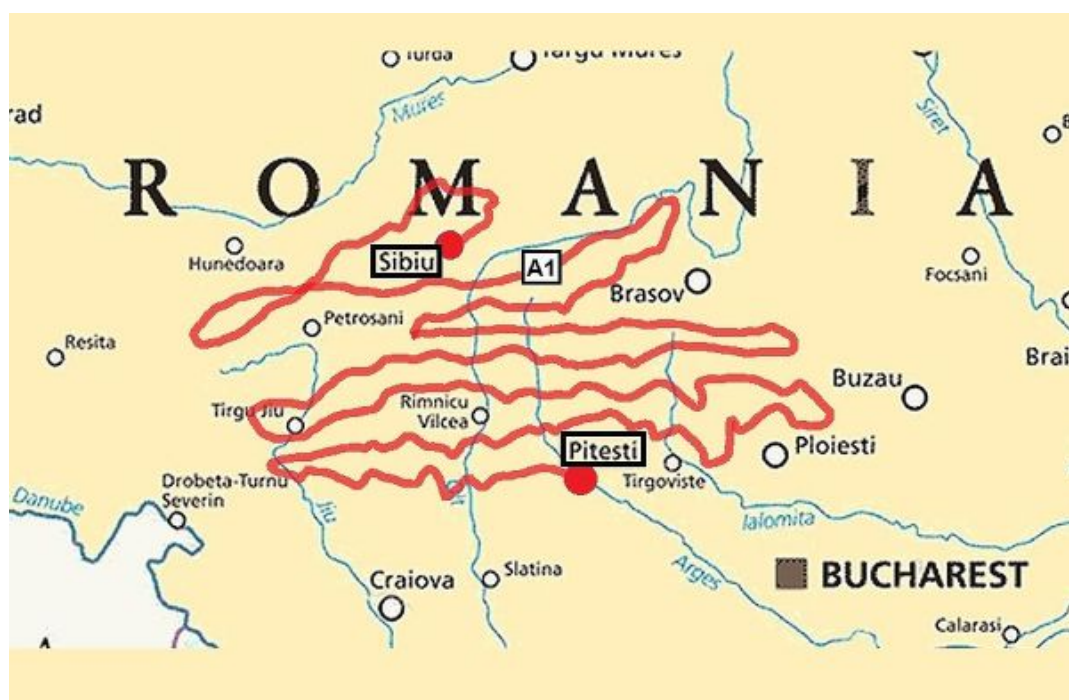 Turda
Targu Mures
rad
Mures
Siret
ROMANIA
Hunedoara
Sibiu
A1
Focsani
Brasov
Petrosani
Resita
Brai
Buzau
Tirgu Jiu
Rimnicu
Vilcea
Pitesti
Ploiesti
Tirgoviste
Drobeta-Turnu
Severin
Danube
Jiu
Ialomita
Craiova
Slatina
Arges
BUCHAREST
Calarasi